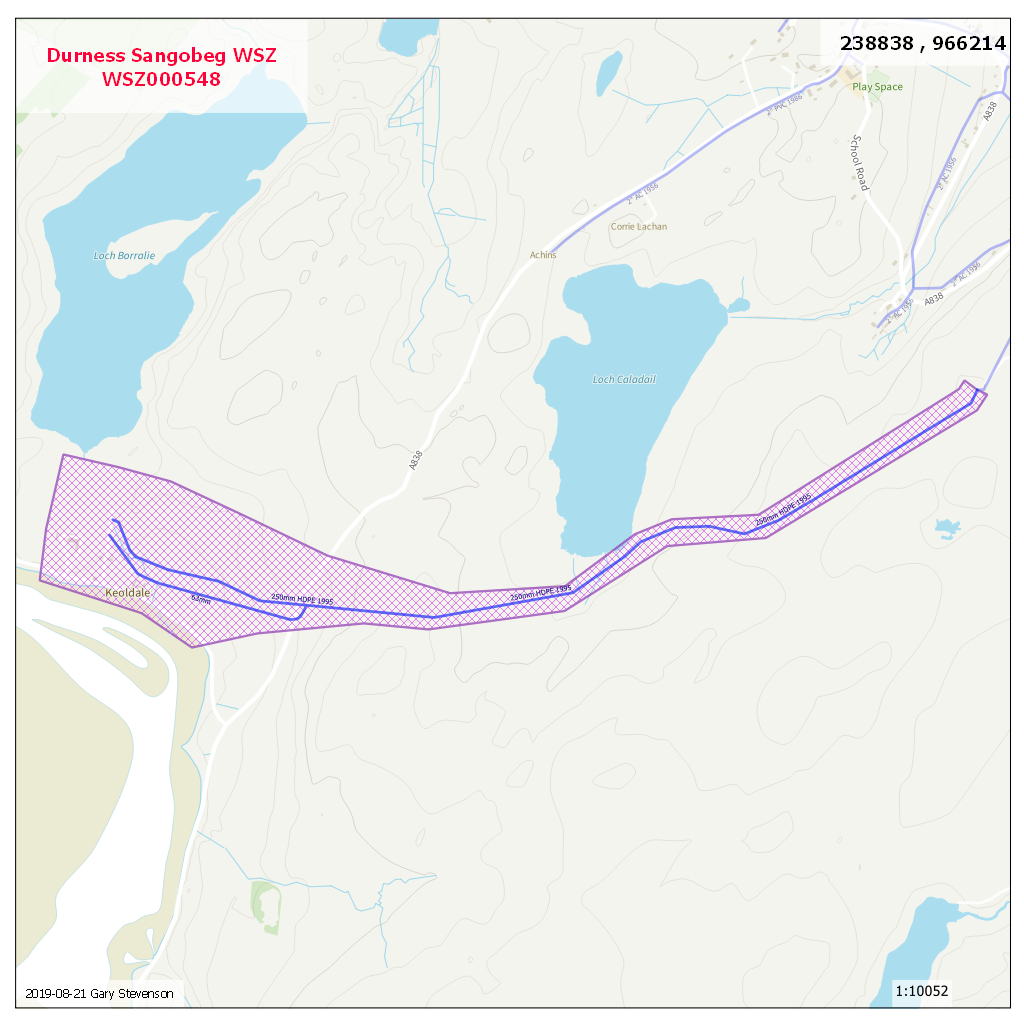 Durness Sangobeg WSZ
WSZ000548
238838 , 966214
Play Space
2" PVC 1986
A838
School Road
2" AC 1956
2" AC 1956
Corrie Lachan
Achins
Loch Borralie
2" AC 1956
A838
2" AC 1956
Loch Caladail
A838
250mm HDPE 1995
Keoldale
63mm
250mm HDPE 1995
250mm HDPE 1995
2019-08-21 Gary Stevenson
1:10052